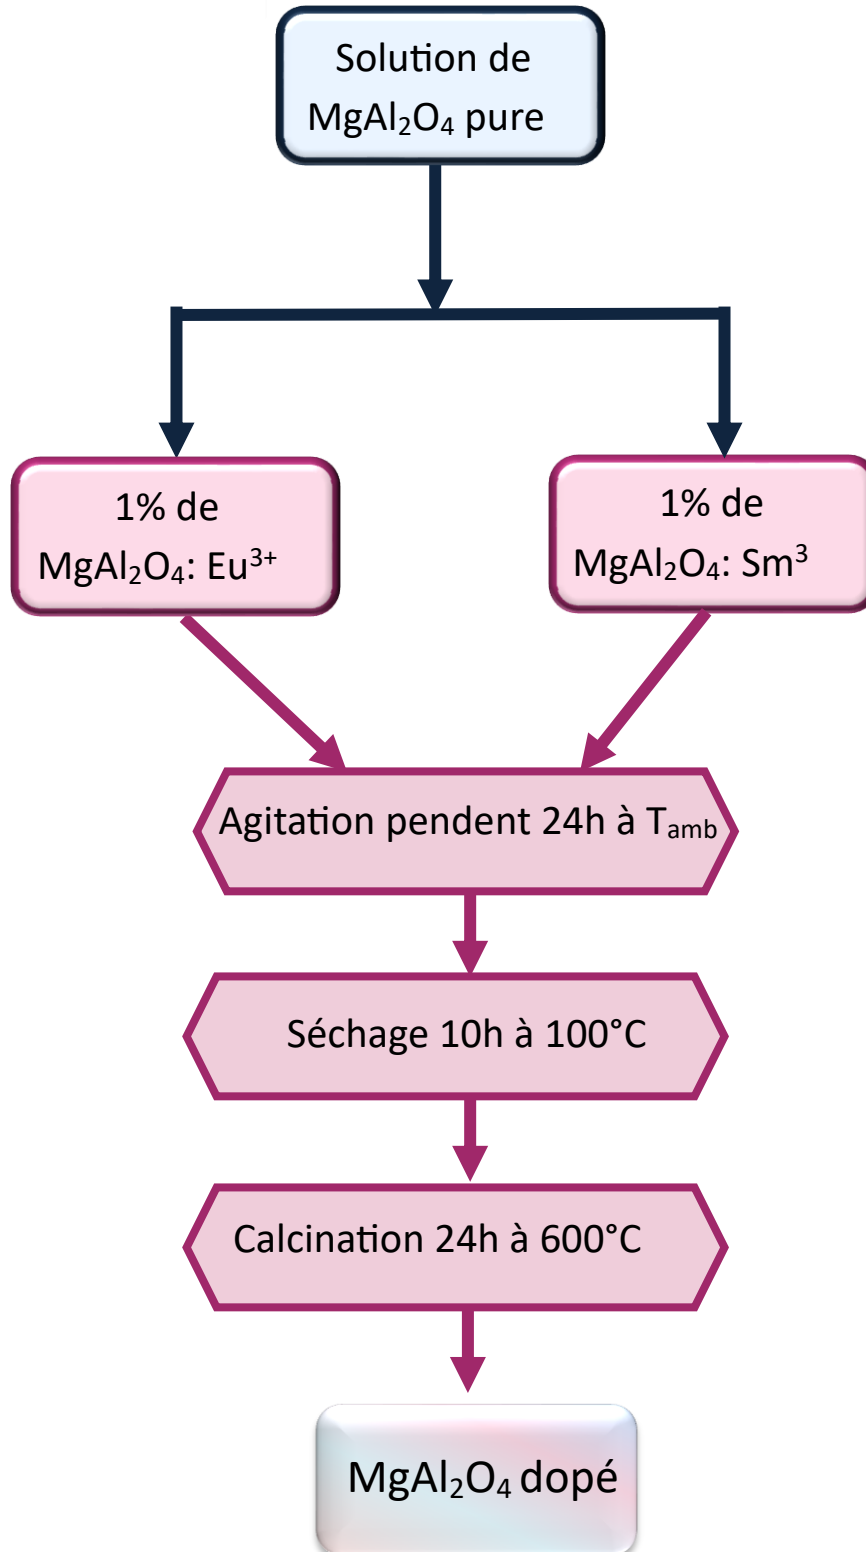 Solution de
MgAl₂O₄ pure
1% de
MgAl₂O₄: Eu³⁺
1% de
MgAl₂O₄: Sm³
Agitation pendent 24h à Tₐₘb
Séchage 10h à 100°C
Calcination 24h à 600°C
MgAl₂O₄ dopé